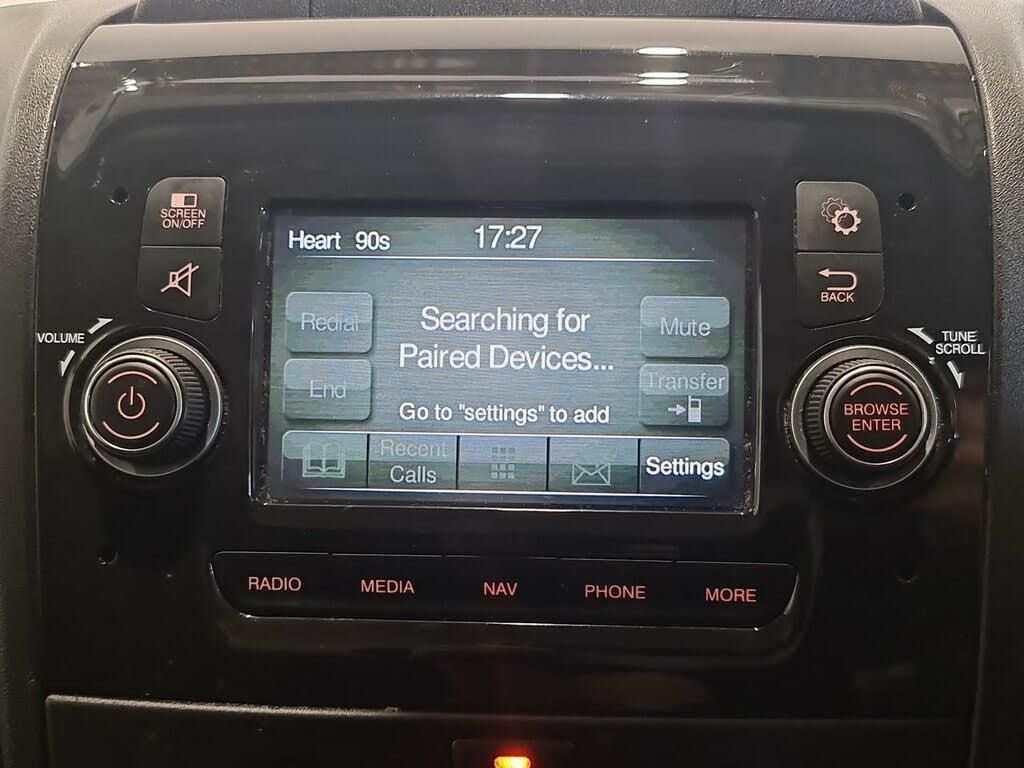 SCREEN
ON/OFF
Heart 90s 17:27
Redial
Searching for
Paired Devices...
Mute
BACK
VOLUME
TUNE
SCROLL
End
Go to "settings" to add
Transfer
BROWSE
ENTER
Recent
Calls
Settings
RADIO MEDIA NAV PHONE MORE